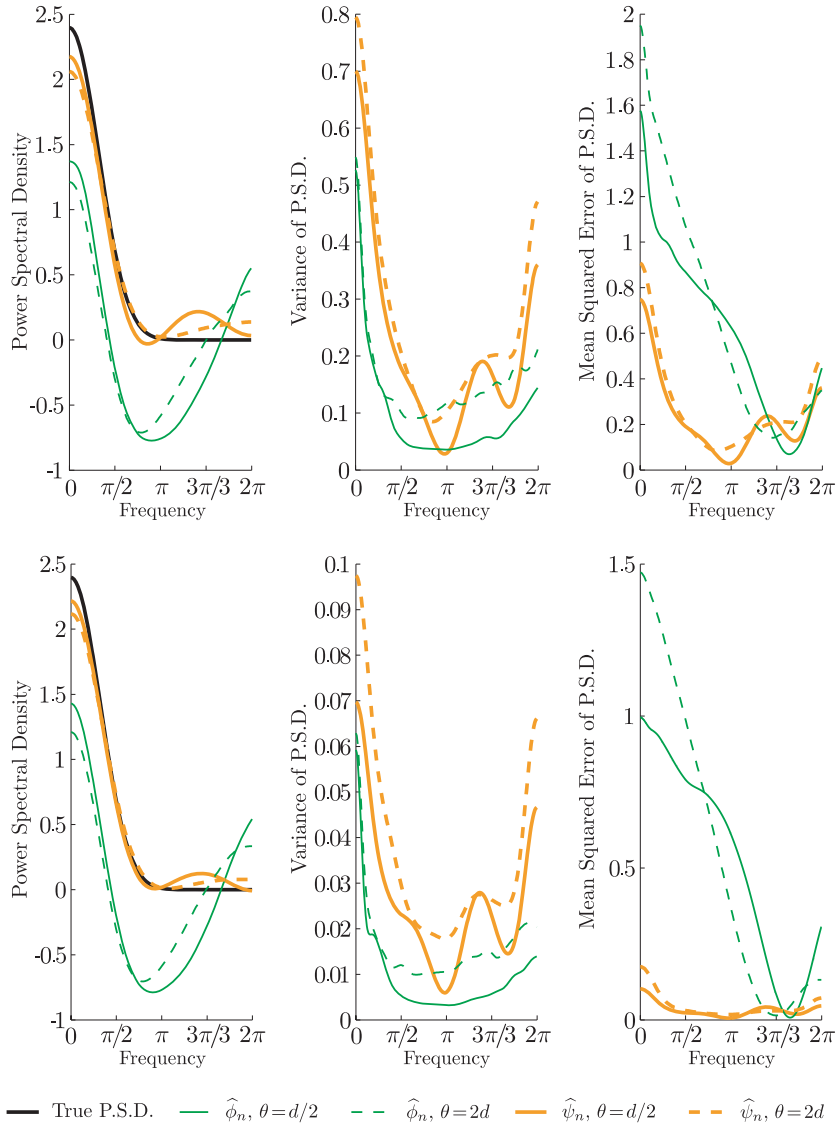 2.5
2
1.5
1
0.5
0
-0.5
-1
Power Spectral Density
0 π/2 π 3π/3 2π
Frequency
0.8
0.7
0.6
0.5
0.4
0.3
0.2
0.1
0
Variance of P.S.D.
0 π/2 π 3π/3 2π
Frequency
2
1.8
1.6
1.4
1.2
1
0.8
0.6
0.4
0.2
0
Mean Squared Error of P.S.D.
0 π/2 π 3π/3 2π
Frequency
2.5
2
1.5
1
0.5
0
-0.5
-1
Power Spectral Density
0 π/2 π 3π/3 2π
Frequency
0.1
0.09
0.08
0.07
0.06
0.05
0.04
0.03
0.02
0.01
0
Variance of P.S.D.
0 π/2 π 3π/3 2π
Frequency
1.5
1
0.5
0
Mean Squared Error of P.S.D.
0 π/2 π 3π/3 2π
Frequency
True P.S.D. φ̂ₙ, θ=d/2 φ̂ₙ, θ=2d ψ̂ₙ, θ=d/2 ψ̂ₙ, θ=2d